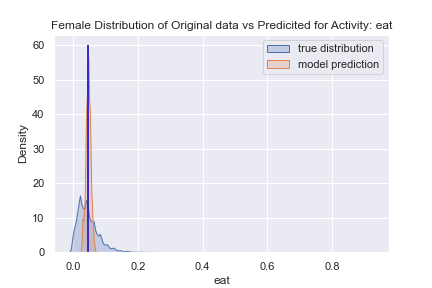 Female Distribution of Original data vs Predicited for Activity: eat
true distribution
model prediction
Density
60
50
40
30
20
10
0
0.0 0.2 0.4 0.6 0.8
eat